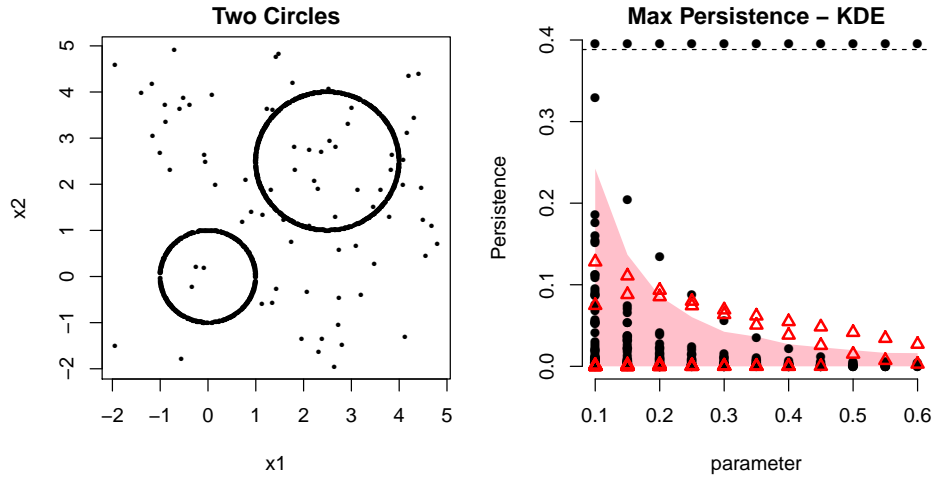 Two Circles
5
4
3
2
1
0
−1
−2
x2
−2 −1 0 1 2 3 4 5
x1
Max Persistence − KDE
0.4
0.2
0.1
0.0
Persistence
0.1 0.2 0.3 0.4 0.5 0.6
parameter